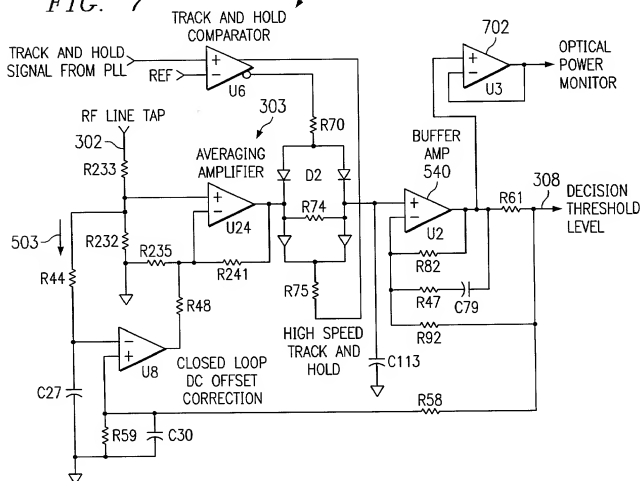 FIG. 7
TRACK AND HOLD
COMPARATOR
TRACK AND HOLD
SIGNAL FROM PLL
REF
+
−
U6
702
+
−
U3
OPTICAL
POWER
MONITOR
RF LINE TAP
302
R233
303
R70
AVERAGING
AMPLIFIER
D2
BUFFER
AMP
540
+
−
U24
R74
+
−
U2
R61
308
DECISION
THRESHOLD
LEVEL
503
R232
R235
R241
R82
R44
R48
R75
R47
C79
HIGH SPEED
TRACK AND
HOLD
R92
−
+
U8
CLOSED LOOP
DC OFFSET
CORRECTION
C113
C27
R58
R59
C30